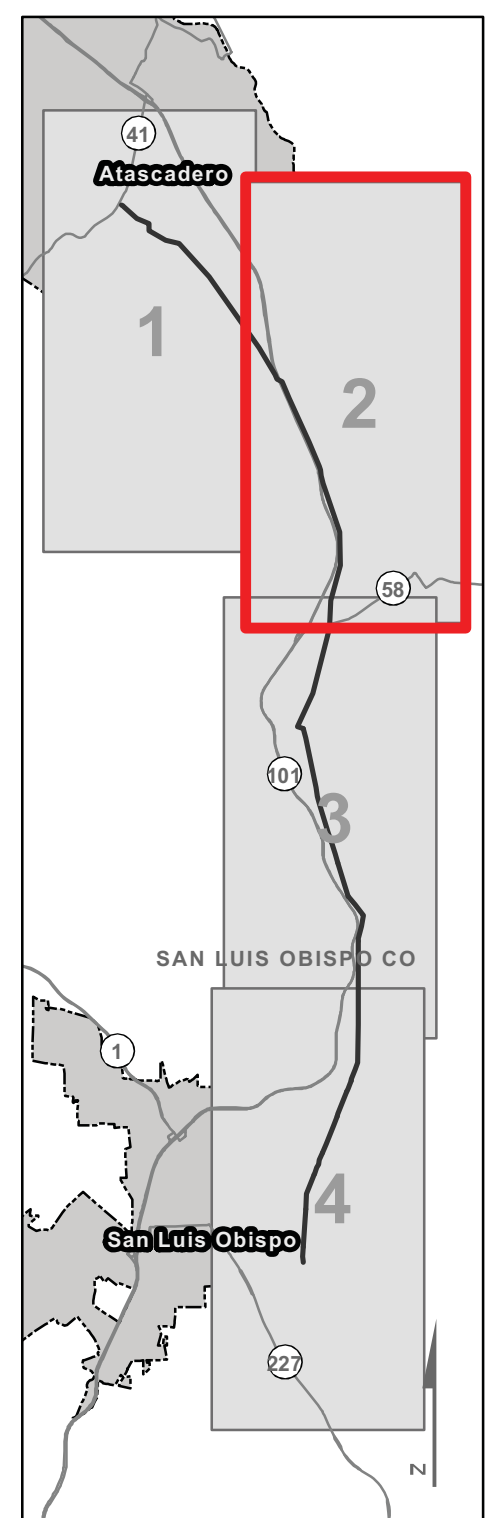 41
Atascadero
1
2
58
101
3
SAN LUIS OBISPO CO
1
4
San Luis Obispo
227
N